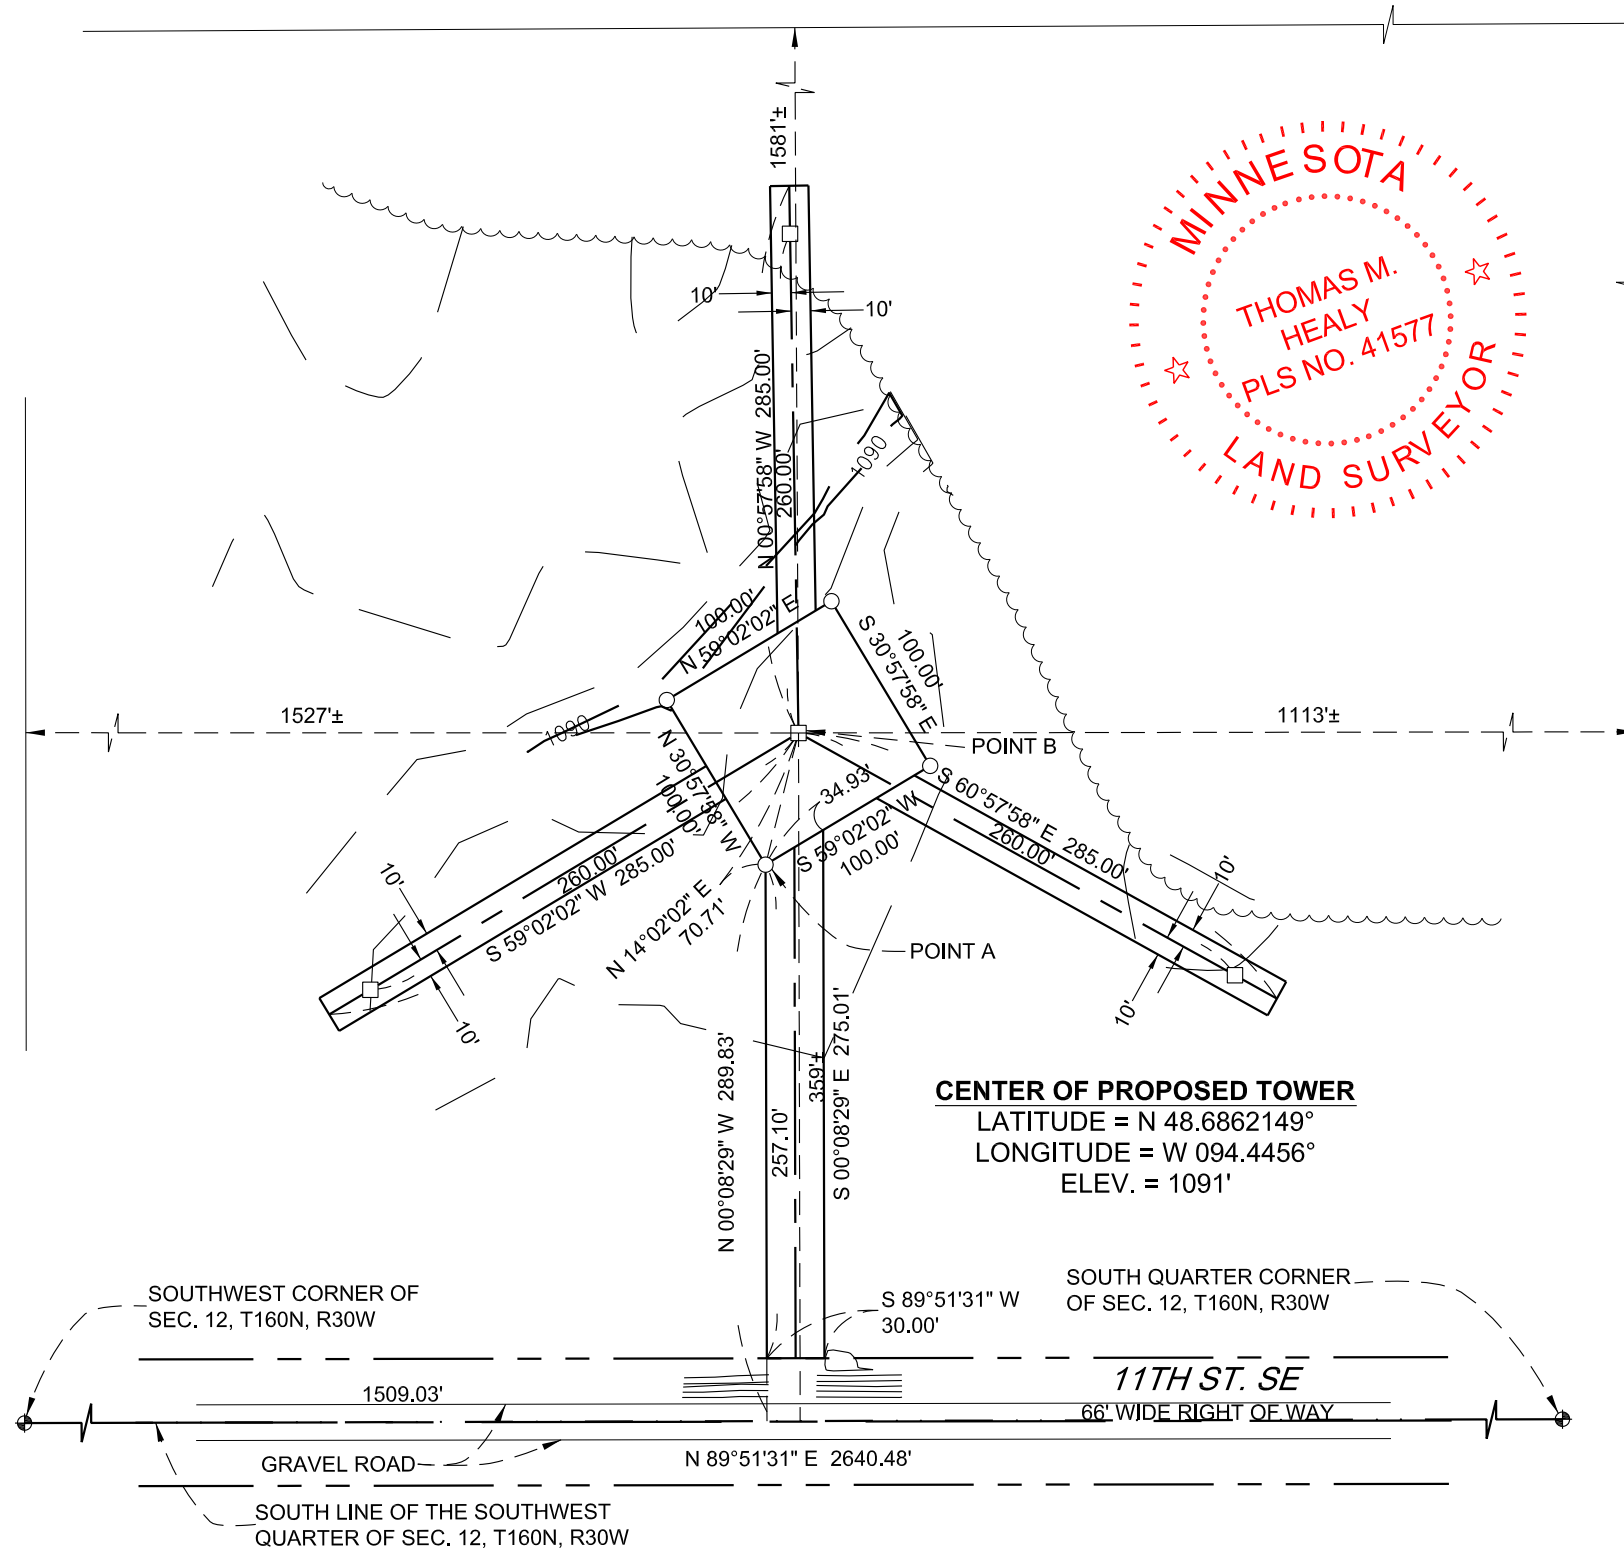 1581'±
MINNESOTA
THOMAS M.
HEALY
PLS NO. 41577
LAND SURVEYOR
10'
10'
N 00°57'58" W  285.00'
260.00'
1090
100.00'
N 59°02'02" E
100.00'
S 30°57'58" E
1527'±
1090
1113'±
POINT B
N 30°57'58" W
100.00'
34.93'
S 59°02'02" W
100.00'
S 60°57'58" E  285.00'
260.00'
10'
260.00'
S 59°02'02" W  285.00'
10'
N 14°02'02" E
70.71'
POINT A
10'
10'
N 00°08'29" W  289.83'
257.10'
359'±
S 00°08'29" E  275.01'
CENTER OF PROPOSED TOWER
LATITUDE = N 48.6862149°
LONGITUDE = W 094.4456°
ELEV. = 1091'
SOUTHWEST CORNER OF
SEC. 12, T160N, R30W
S 89°51'31" W
30.00'
SOUTH QUARTER CORNER
OF SEC. 12, T160N, R30W
1509.03'
11TH ST. SE
66' WIDE RIGHT OF WAY
GRAVEL ROAD
N 89°51'31" E  2640.48'
SOUTH LINE OF THE SOUTHWEST
QUARTER OF SEC. 12, T160N, R30W